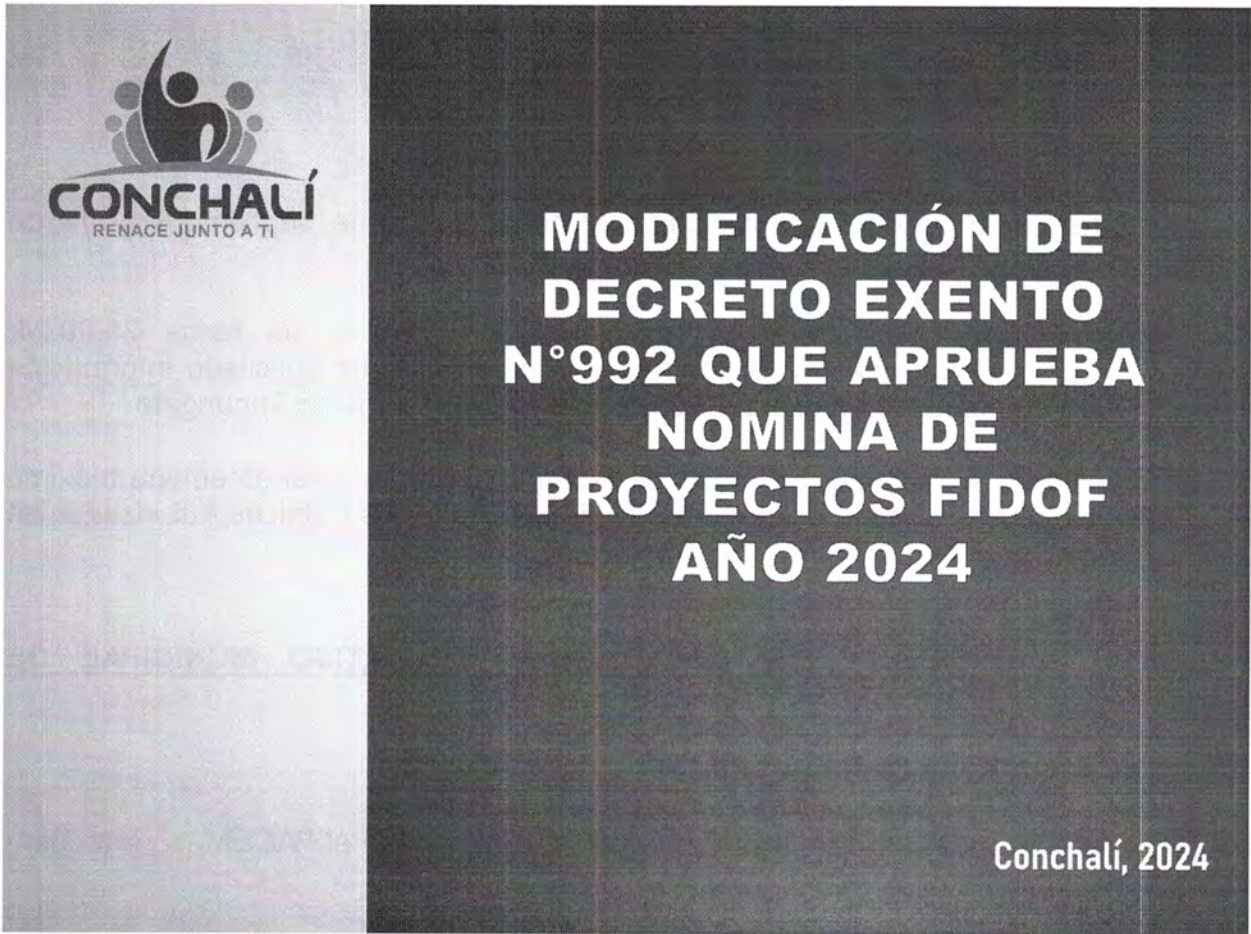 CONCHALÍ
RENACE JUNTO A Ti
MODIFICACIÓN DE
DECRETO EXENTO
N°992 QUE APRUEBA
NOMINA DE
PROYECTOS FIDOF
AÑO 2024
Conchalí, 2024